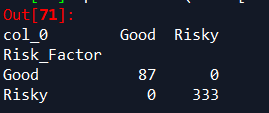 Out[71]:
col_0 Good Risky
Risk_Factor
Good 87 0
Risky 0 333